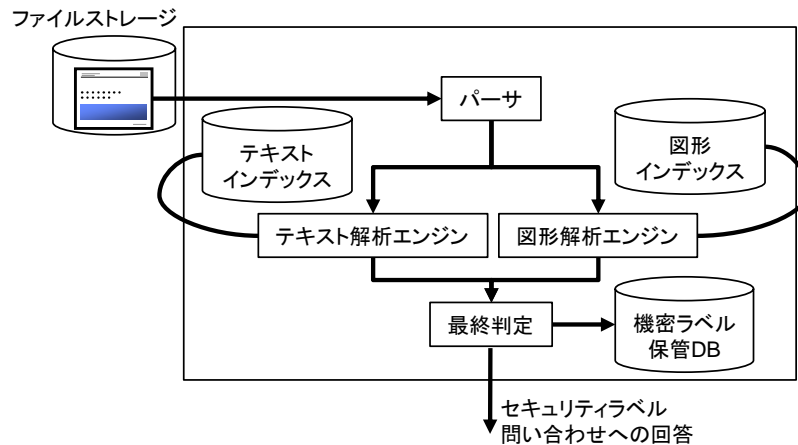 ファイルストレージ
パーサ
テキスト
インデックス
図形
インデックス
テキスト解析エンジン
図形解析エンジン
最終判定
機密ラベル
保管DB
セキュリティラベル
問い合わせへの回答